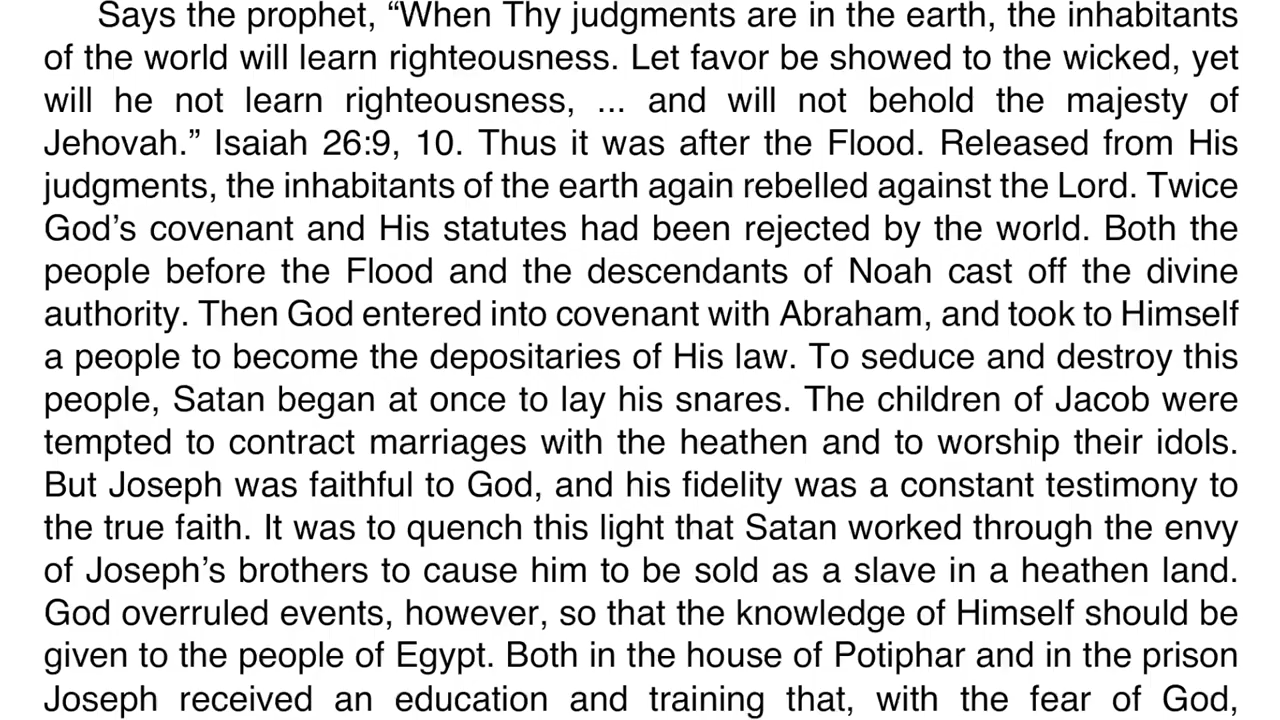 Says the prophet, “When Thy judgments are in the earth, the inhabitants
of the world will learn righteousness. Let favor be showed to the wicked, yet
will he not learn righteousness, ... and will not behold the majesty of
Jehovah.” Isaiah 26:9, 10. Thus it was after the Flood. Released from His
judgments, the inhabitants of the earth again rebelled against the Lord. Twice
God’s covenant and His statutes had been rejected by the world. Both the
people before the Flood and the descendants of Noah cast off the divine
authority. Then God entered into covenant with Abraham, and took to Himself
a people to become the depositaries of His law. To seduce and destroy this
people, Satan began at once to lay his snares. The children of Jacob were
tempted to contract marriages with the heathen and to worship their idols.
But Joseph was faithful to God, and his fidelity was a constant testimony to
the true faith. It was to quench this light that Satan worked through the envy
of Joseph’s brothers to cause him to be sold as a slave in a heathen land.
God overruled events, however, so that the knowledge of Himself should be
given to the people of Egypt. Both in the house of Potiphar and in the prison
Joseph received an education and training that, with the fear of God,